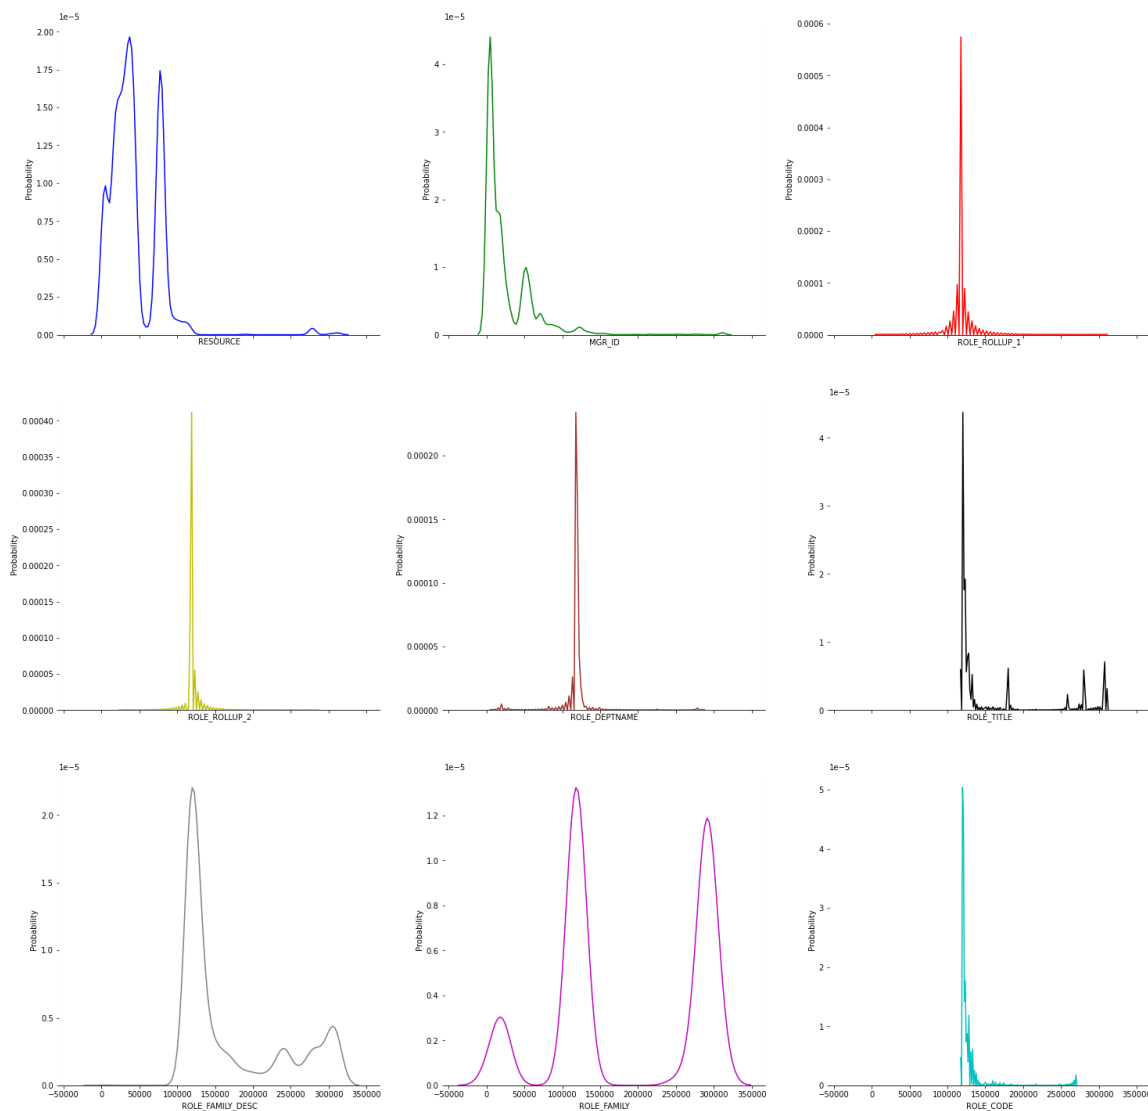 1e−5
2.00
1.75
1.50
1.25
1.00
0.75
0.50
0.25
0.00
Probability
RESOURCE
1e−5
4
3
2
1
0
Probability
MGR_ID
0.0006
0.0005
0.0004
0.0003
0.0002
0.0001
0.0000
Probability
ROLE_ROLLUP_1
0.00040
0.00035
0.00030
0.00025
0.00020
0.00015
0.00010
0.00005
0.00000
Probability
ROLE_ROLLUP_2
0.00020
0.00015
0.00010
0.00005
0.00000
Probability
ROLE_DEPTNAME
1e−5
4
3
2
1
0
Probability
ROLE_TITLE
1e−5
2.0
1.5
1.0
0.5
0.0
Probability
−50000 0 50000 100000 150000 200000 250000 300000 350000
ROLE_FAMILY_DESC
1e−5
1.2
1.0
0.8
0.6
0.4
0.2
0.0
Probability
−50000 0 50000 100000 150000 200000 250000 300000 350000
ROLE_FAMILY
1e−5
5
4
3
2
1
0
Probability
−50000 0 50000 100000 150000 200000 250000 300000
ROLE_CODE